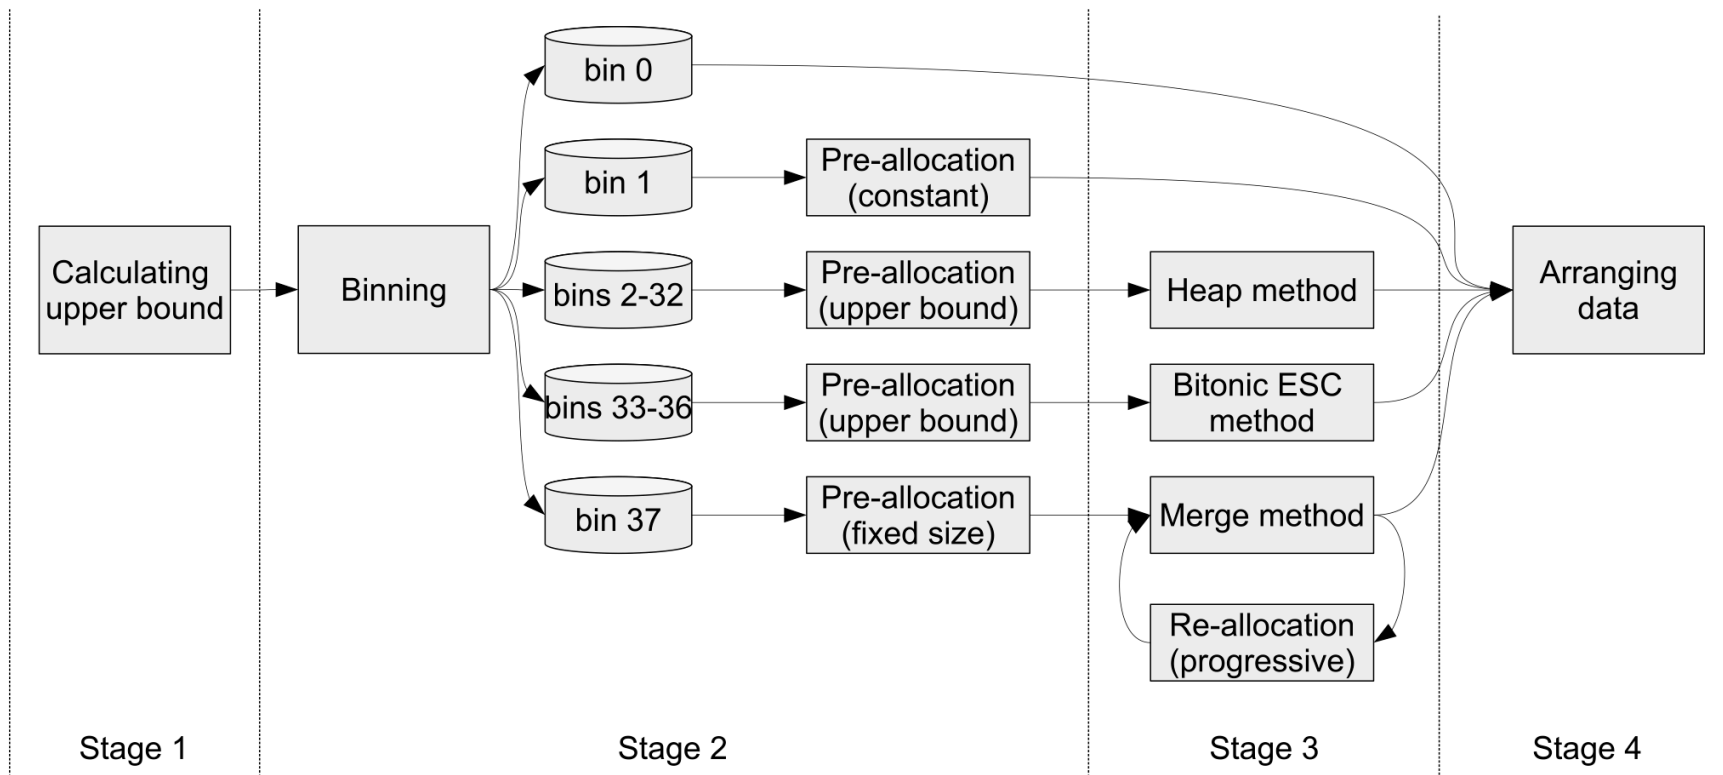 Calculating
upper bound
Binning
bin 0
bin 1
bins 2-32
bins 33-36
bin 37
Pre-allocation
(constant)
Pre-allocation
(upper bound)
Pre-allocation
(upper bound)
Pre-allocation
(fixed size)
Heap method
Bitonic ESC
method
Merge method
Re-allocation
(progressive)
Arranging
data
Stage 1
Stage 2
Stage 3
Stage 4